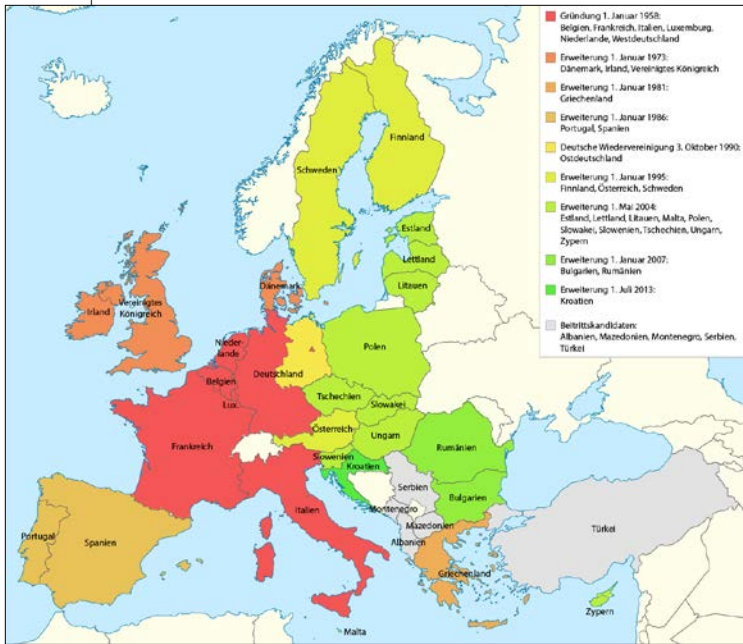 Gründung 1. Januar 1958:
Belgien, Frankreich, Italien, Luxemburg,
Niederlande, Westdeutschland
Erweiterung 1. Januar 1973:
Dänemark, Irland, Vereinigtes Königreich
Erweiterung 1. Januar 1981:
Griechenland
Erweiterung 1. Januar 1986:
Portugal, Spanien
Deutsche Wiedervereinigung 3. Oktober 1990:
Ostdeutschland
Erweiterung 1. Januar 1995:
Finnland, Österreich, Schweden
Erweiterung 1. Mai 2004:
Estland, Lettland, Litauen, Malta, Polen,
Slowakei, Slowenien, Tschechien, Ungarn,
Zypern
Erweiterung 1. Januar 2007:
Bulgarien, Rumänien
Erweiterung 1. Juli 2013:
Kroatien
Beitrittskandidaten:
Albanien, Mazedonien, Montenegro, Serbien,
Türkei
Finnland
Schweden
Estland
Lettland
Litauen
Dänemark
Irland
Vereinigtes
Königreich
Nieder-
lande
Polen
Belgien
Deutschland
Lux.
Tschechien
Slowakei
Österreich
Ungarn
Frankreich
Rumänien
Slowenien
Kroatien
Serbien
Bulgarien
Italien
Montenegro
Mazedonien
Albanien
Türkei
Portugal
Spanien
Griechenland
Zypern
Malta